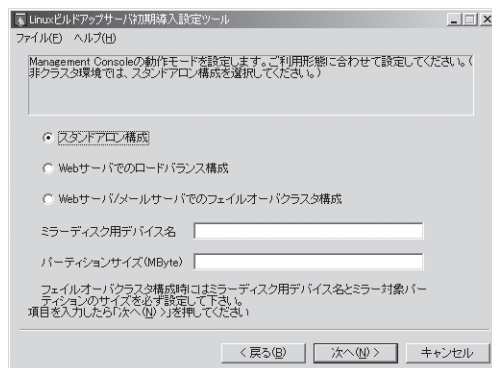 Linuxビルドアップサーバ初期導入設定ツール
ファイル(F) ヘルプ(H)
Management Consoleの動作モードを設定します。ご利用形態に合わせて設定してください。(
非クラスタ環境では、スタンドアロン構成を選択してください。)
スタンドアロン構成
Webサーバでのロードバランス構成
Webサーバ/メールサーバでのフェイルオーバクラスタ構成
ミラーディスク用デバイス名
パーティションサイズ(MByte)
フェイルオーバクラスタ構成時にはミラーディスク用デバイス名とミラー対象パー
ティションのサイズを必ず設定して下さい。
項目を入力したら「次へ(N) >」を押してください
< 戻る(B) 次へ(N) > キャンセル